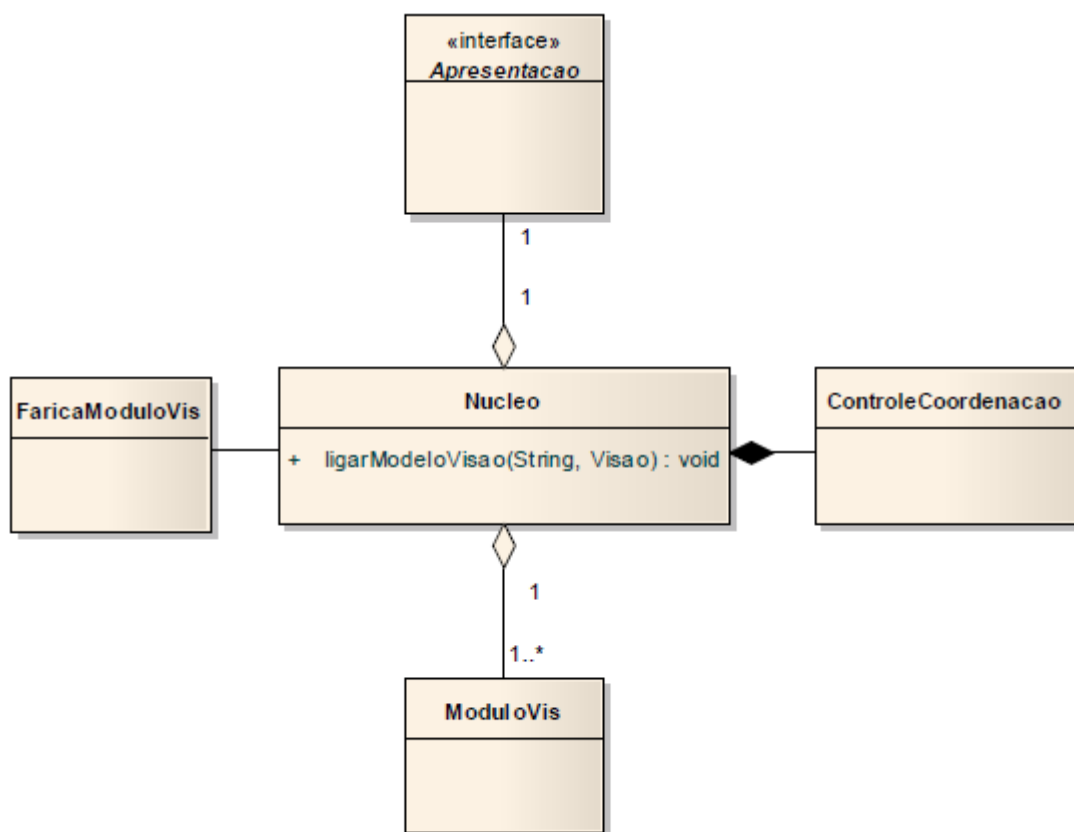 «interface»
Apresentacao
1
1
FaricaModuloVis
Nucleo
+ ligarModeloVisao(String, Visao) : void
ControleCoordenacao
1
1..*
ModuloVis